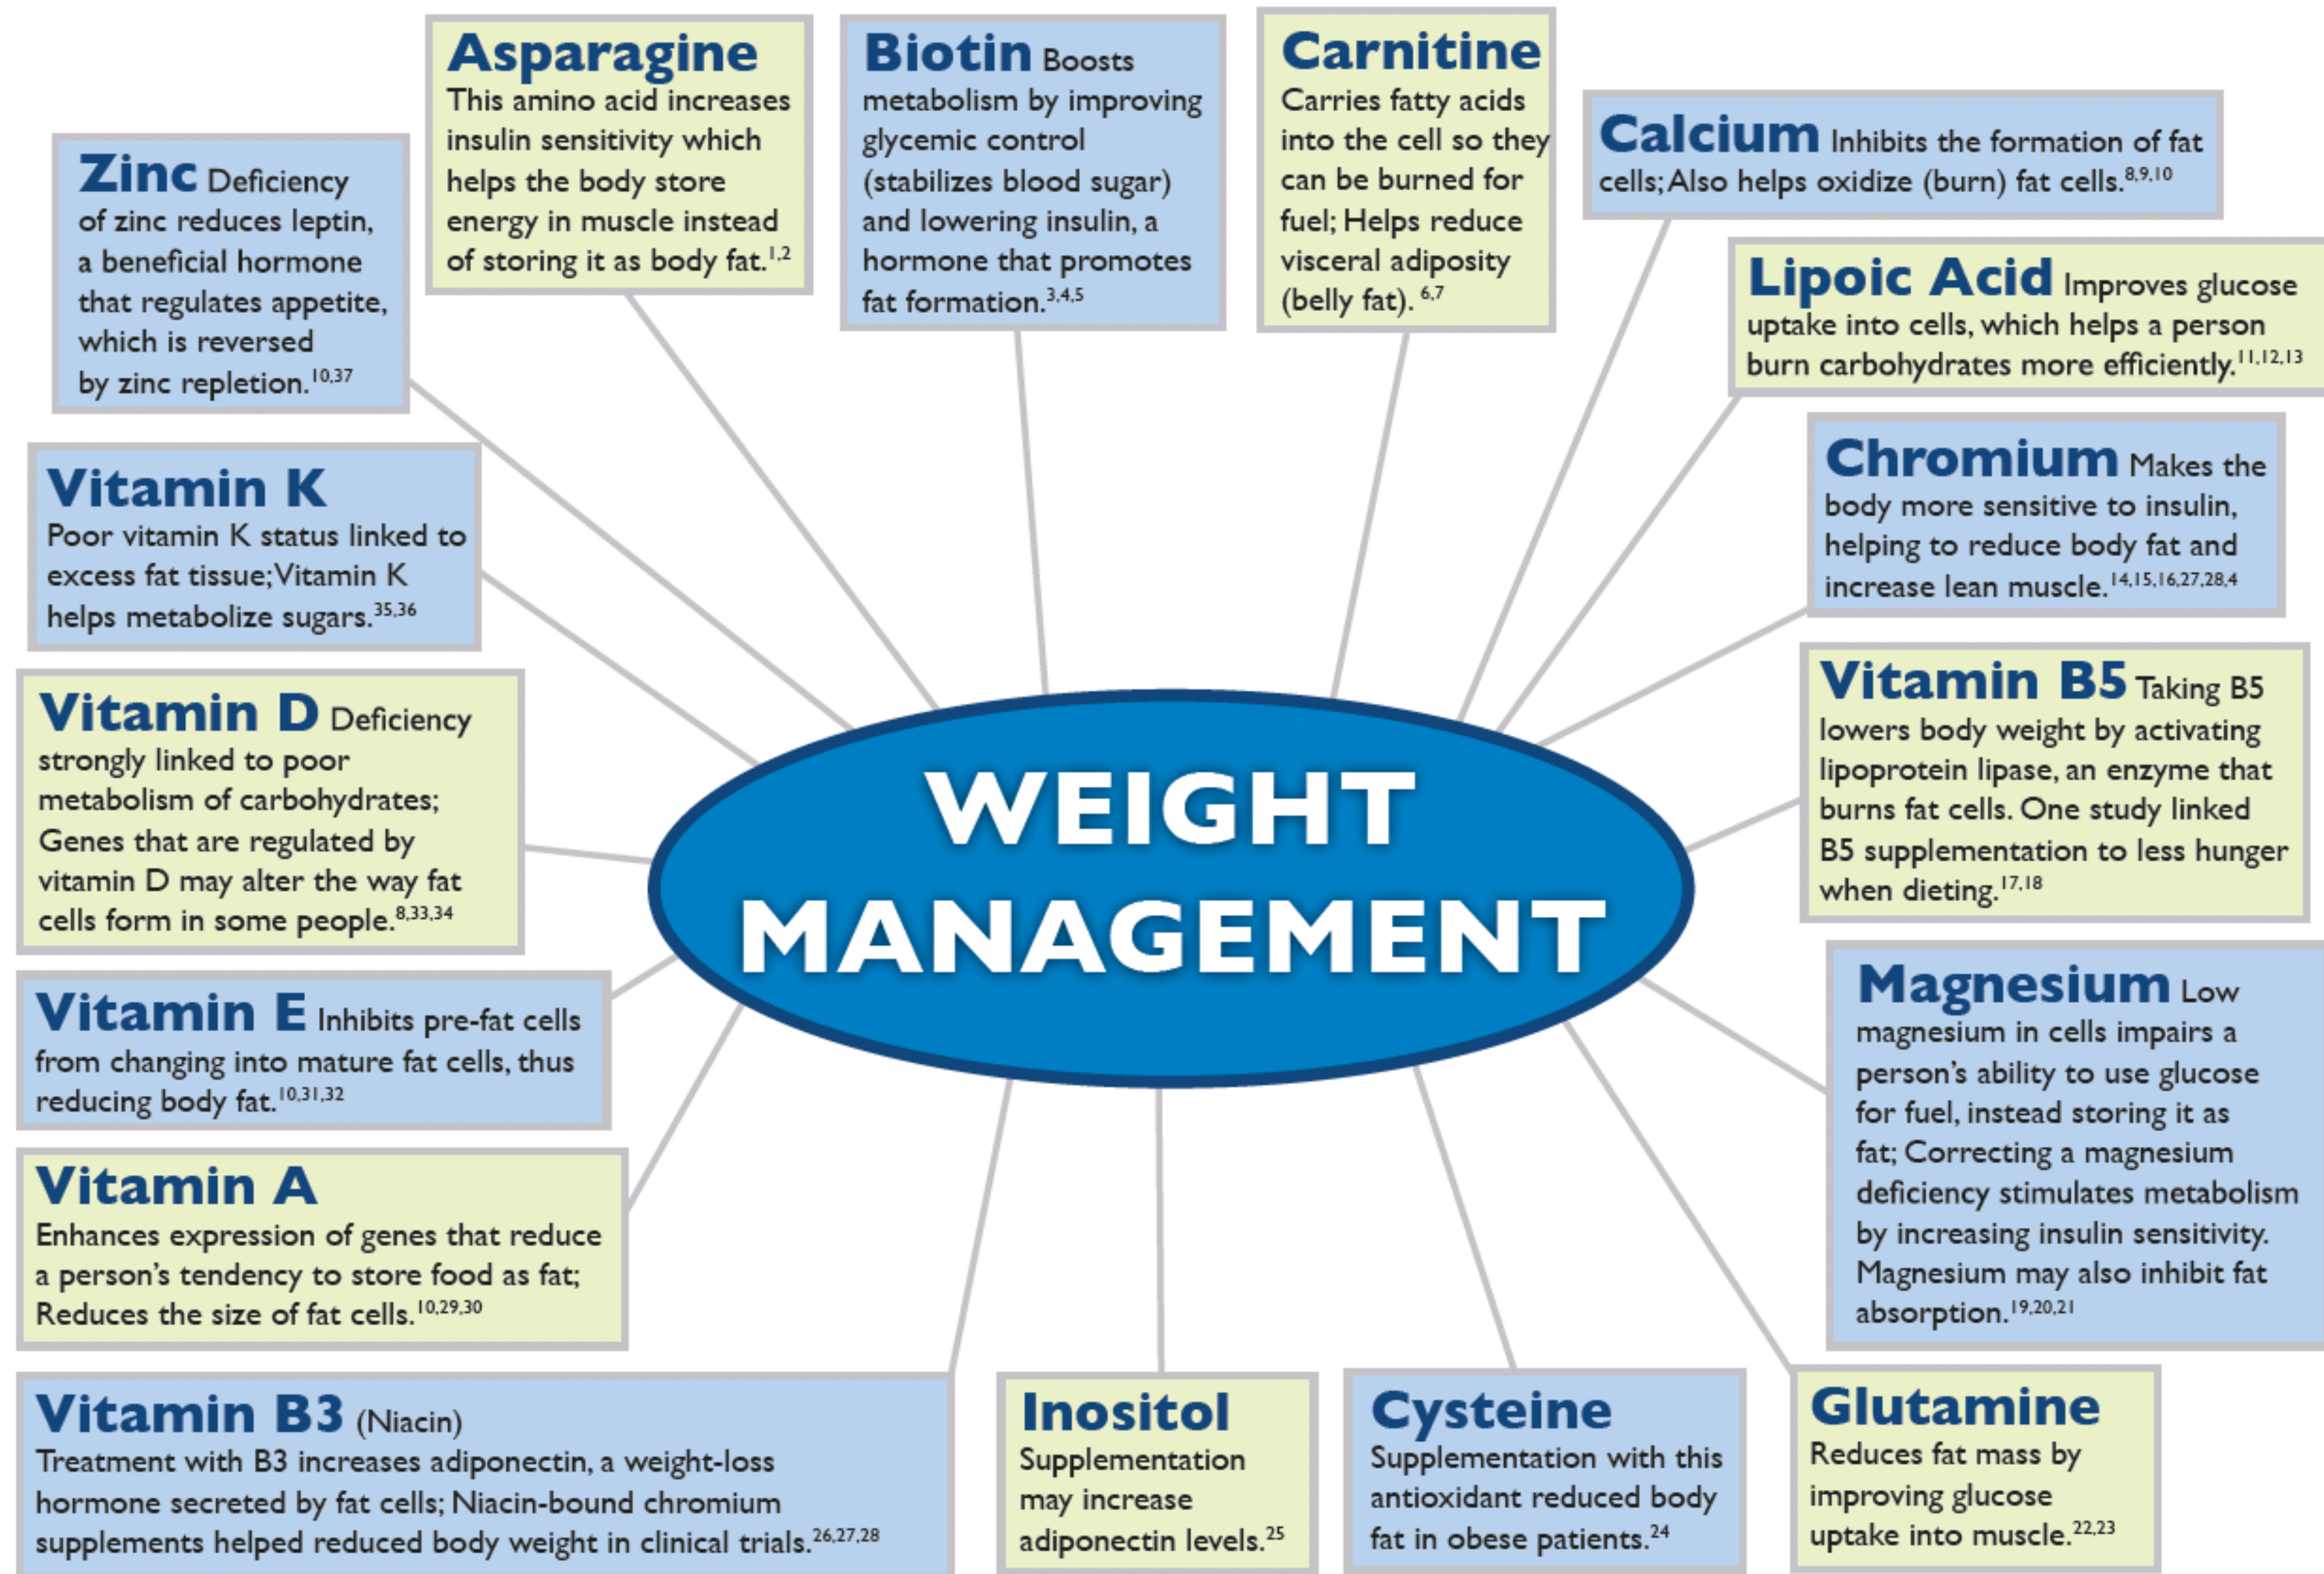 Asparagine
This amino acid increases
insulin sensitivity which
helps the body store
energy in muscle instead
of storing it as body fat.1,2
Biotin Boosts
metabolism by improving
glycemic control
(stabilizes blood sugar)
and lowering insulin, a
hormone that promotes
fat formation.3,4,5
Carnitine
Carries fatty acids
into the cell so they
can be burned for
fuel; Helps reduce
visceral adiposity
(belly fat). 6,7
Calcium Inhibits the formation of fat
cells; Also helps oxidize (burn) fat cells.8,9,10
Lipoic Acid Improves glucose
uptake into cells, which helps a person
burn carbohydrates more efficiently.11,12,13
Chromium Makes the
body more sensitive to insulin,
helping to reduce body fat and
increase lean muscle.14,15,16,27,28,4
Vitamin B5 Taking B5
lowers body weight by activating
lipoprotein lipase, an enzyme that
burns fat cells. One study linked
B5 supplementation to less hunger
when dieting.17,18
Magnesium Low
magnesium in cells impairs a
person's ability to use glucose
for fuel, instead storing it as
fat; Correcting a magnesium
deficiency stimulates metabolism
by increasing insulin sensitivity.
Magnesium may also inhibit fat
absorption.19,20,21
Glutamine
Reduces fat mass by
improving glucose
uptake into muscle.22,23
Cysteine
Supplementation with this
antioxidant reduced body
fat in obese patients.24
Inositol
Supplementation
may increase
adiponectin levels.25
Vitamin B3 (Niacin)
Treatment with B3 increases adiponectin, a weight-loss
hormone secreted by fat cells; Niacin-bound chromium
supplements helped reduced body weight in clinical trials.26,27,28
Vitamin A
Enhances expression of genes that reduce
a person's tendency to store food as fat;
Reduces the size of fat cells.10,29,30
Vitamin E Inhibits pre-fat cells
from changing into mature fat cells, thus
reducing body fat.10,31,32
Vitamin D Deficiency
strongly linked to poor
metabolism of carbohydrates;
Genes that are regulated by
vitamin D may alter the way fat
cells form in some people.8,33,34
Vitamin K
Poor vitamin K status linked to
excess fat tissue; Vitamin K
helps metabolize sugars.35,36
Zinc Deficiency
of zinc reduces leptin,
a beneficial hormone
that regulates appetite,
which is reversed
by zinc repletion.10,37
WEIGHT
MANAGEMENT